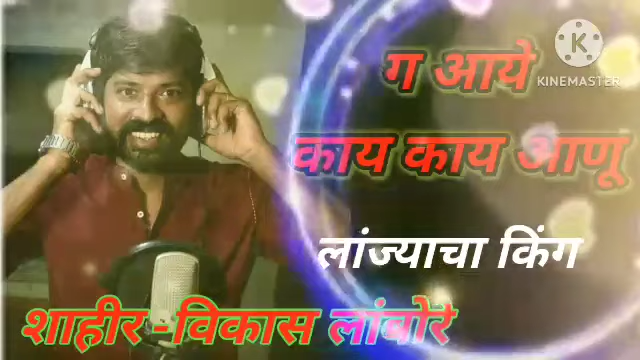 ग आये
KINEMASTER
काय काय आणू
लांज्याचा किंग
शाहीर - विकास लांबोरे